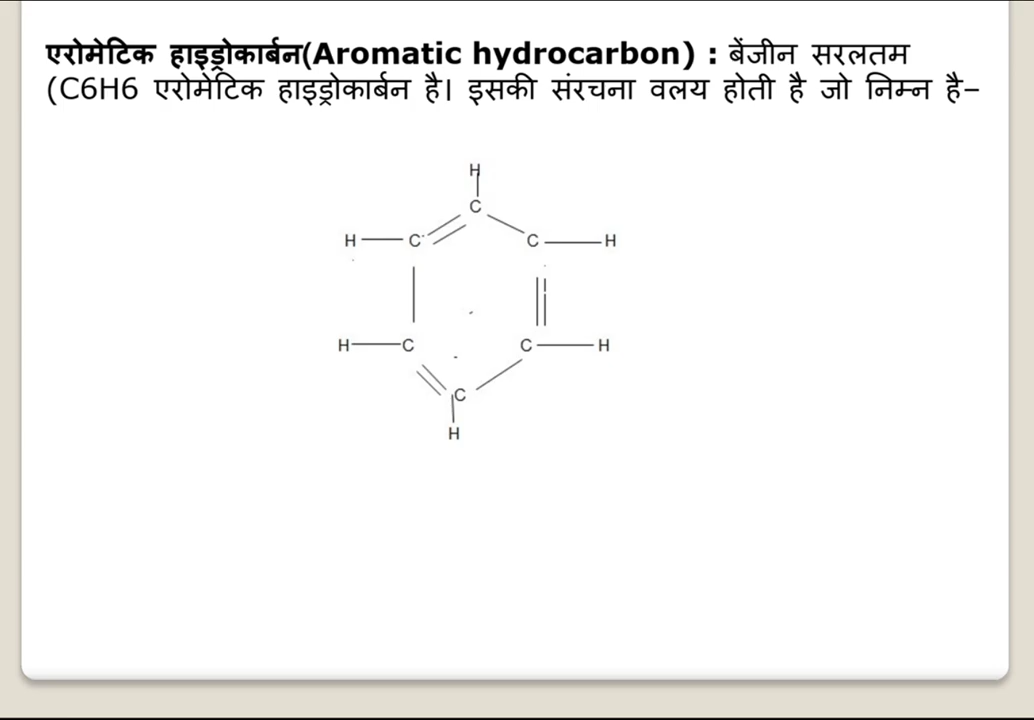 एरोमेटिक हाइड्रोकार्बन(Aromatic hydrocarbon) : बेंजीन सरलतम
(C6H6 एरोमेटिक हाइड्रोकार्बन है। इसकी संरचना वलय होती है जो निम्न है–
H
C
H C C H
H C C H
C
H